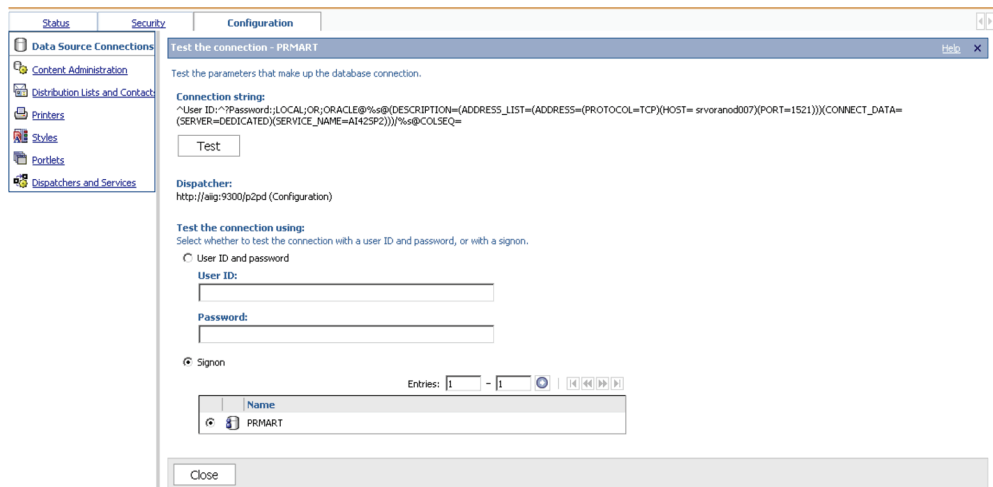 Status
Security
Configuration
Data Source Connections
Content Administration
Distribution Lists and Contacts
Printers
Styles
Portlets
Dispatchers and Services
Test the connection - PRMART
Help
Test the parameters that make up the database connection.
Connection string:
^User ID:^?Password:;LOCAL;OR;ORACLE@%s@(DESCRIPTION=(ADDRESS_LIST=(ADDRESS=(PROTOCOL=TCP)(HOST= srvoranod007)(PORT=1521)))(CONNECT_DATA=
(SERVER=DEDICATED)(SERVICE_NAME=AI42SP2)))/%s@COLSEQ=
Test
Dispatcher:
http://aiig:9300/p2pd (Configuration)
Test the connection using:
Select whether to test the connection with a user ID and password, or with a signon.
User ID and password
User ID:
Password:
Signon
Entries: 1 - 1
Name
PRMART
Close